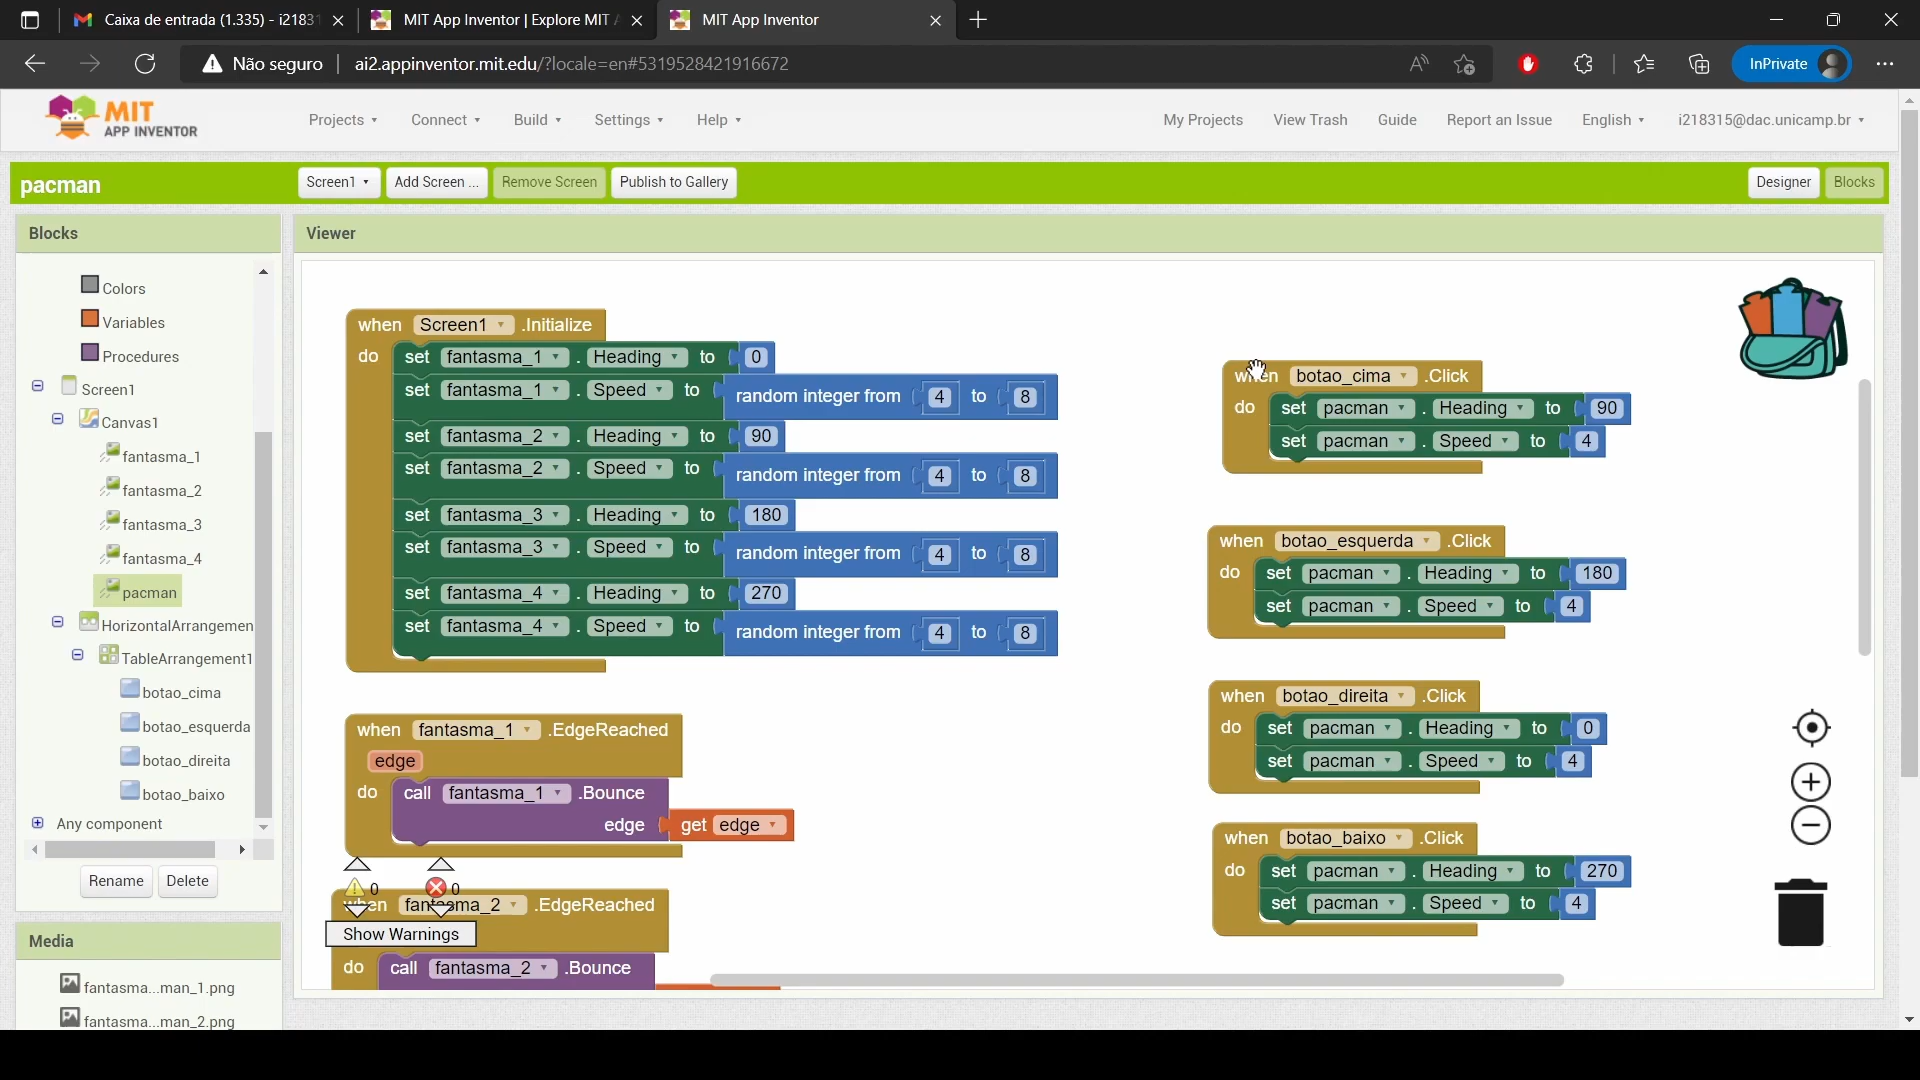 Caixa de entrada (1.335) - i2183
MIT App Inventor | Explore MIT
MIT App Inventor
Não seguro ai2.appinventor.mit.edu/?locale=en#5319528421916672
InPrivate
MIT
APP INVENTOR
Projects Connect Build Settings Help My Projects View Trash Guide Report an Issue English i218315@dac.unicamp.br
pacman Screen1 Add Screen ... Remove Screen Publish to Gallery Designer Blocks
Blocks
Colors
Variables
Procedures
Screen1
Canvas1
fantasma_1
fantasma_2
fantasma_3
fantasma_4
pacman
HorizontalArrangemen
TableArrangement1
botao_cima
botao_esquerda
botao_direita
botao_baixo
Any component
Rename Delete
Media
fantasma...man_1.png
fantasma...man_2.png
Viewer
when Screen1 .Initialize
do set fantasma_1 . Heading to 0
set fantasma_1 . Speed to random integer from 4 to 8
set fantasma_2 . Heading to 90
set fantasma_2 . Speed to random integer from 4 to 8
set fantasma_3 . Heading to 180
set fantasma_3 . Speed to random integer from 4 to 8
set fantasma_4 . Heading to 270
set fantasma_4 . Speed to random integer from 4 to 8
when fantasma_1 .EdgeReached
edge
do call fantasma_1 .Bounce
edge get edge
0 0
when fantasma_2 .EdgeReached
Show Warnings
do call fantasma_2 .Bounce
when botao_cima .Click
do set pacman . Heading to 90
set pacman . Speed to 4
when botao_esquerda .Click
do set pacman . Heading to 180
set pacman . Speed to 4
when botao_direita .Click
do set pacman . Heading to 0
set pacman . Speed to 4
when botao_baixo .Click
do set pacman . Heading to 270
set pacman . Speed to 4